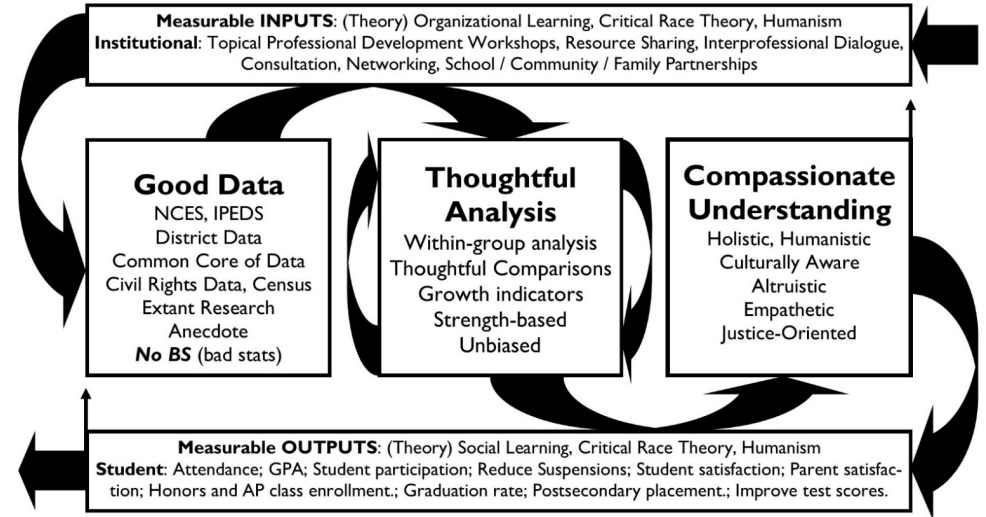 Measurable INPUTS: (Theory) Organizational Learning, Critical Race Theory, Humanism
Institutional: Topical Professional Development Workshops, Resource Sharing, Interprofessional Dialogue,
Consultation, Networking, School / Community / Family Partnerships
Good Data
NCES, IPEDS
District Data
Common Core of Data
Civil Rights Data, Census
Extant Research
Anecdote
No BS (bad stats)
Thoughtful
Analysis
Within-group analysis
Thoughtful Comparisons
Growth indicators
Strength-based
Unbiased
Compassionate
Understanding
Holistic, Humanistic
Culturally Aware
Altruistic
Empathetic
Justice-Oriented
Measurable OUTPUTS: (Theory) Social Learning, Critical Race Theory, Humanism
Student: Attendance; GPA; Student participation; Reduce Suspensions; Student satisfaction; Parent satisfac-
tion; Honors and AP class enrollment.; Graduation rate; Postsecondary placement.; Improve test scores.